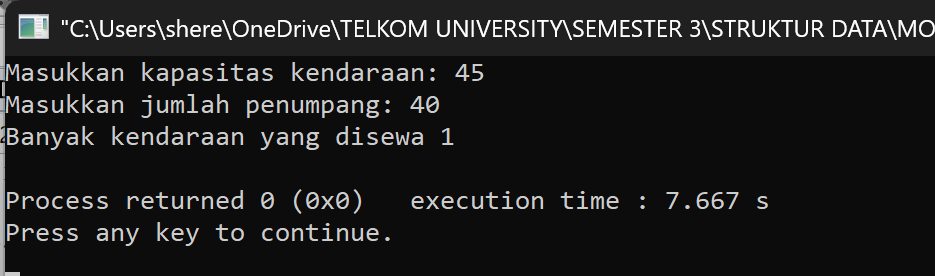 "C:\Users\shere\OneDrive\TELKOM UNIVERSITY\SEMESTER 3\STRUKTUR DATA\MO
Masukkan kapasitas kendaraan: 45
Masukkan jumlah penumpang: 40
Banyak kendaraan yang disewa 1
Process returned 0 (0x0)   execution time : 7.667 s
Press any key to continue.